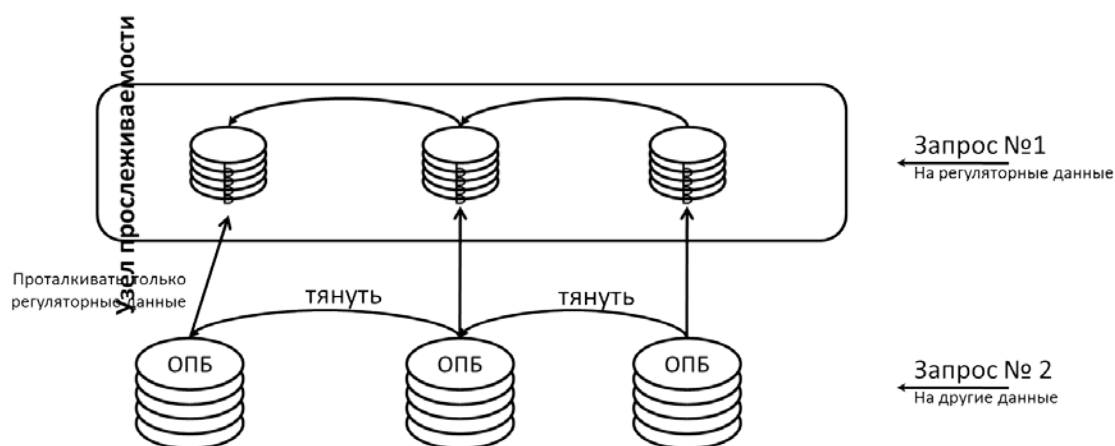 Узел прослеживаемости
Запрос №1
На регуляторные данные
Проталкивать только
регуляторные данные
тянуть
тянуть
ОПБ
ОПБ
ОПБ
Запрос № 2
На другие данные